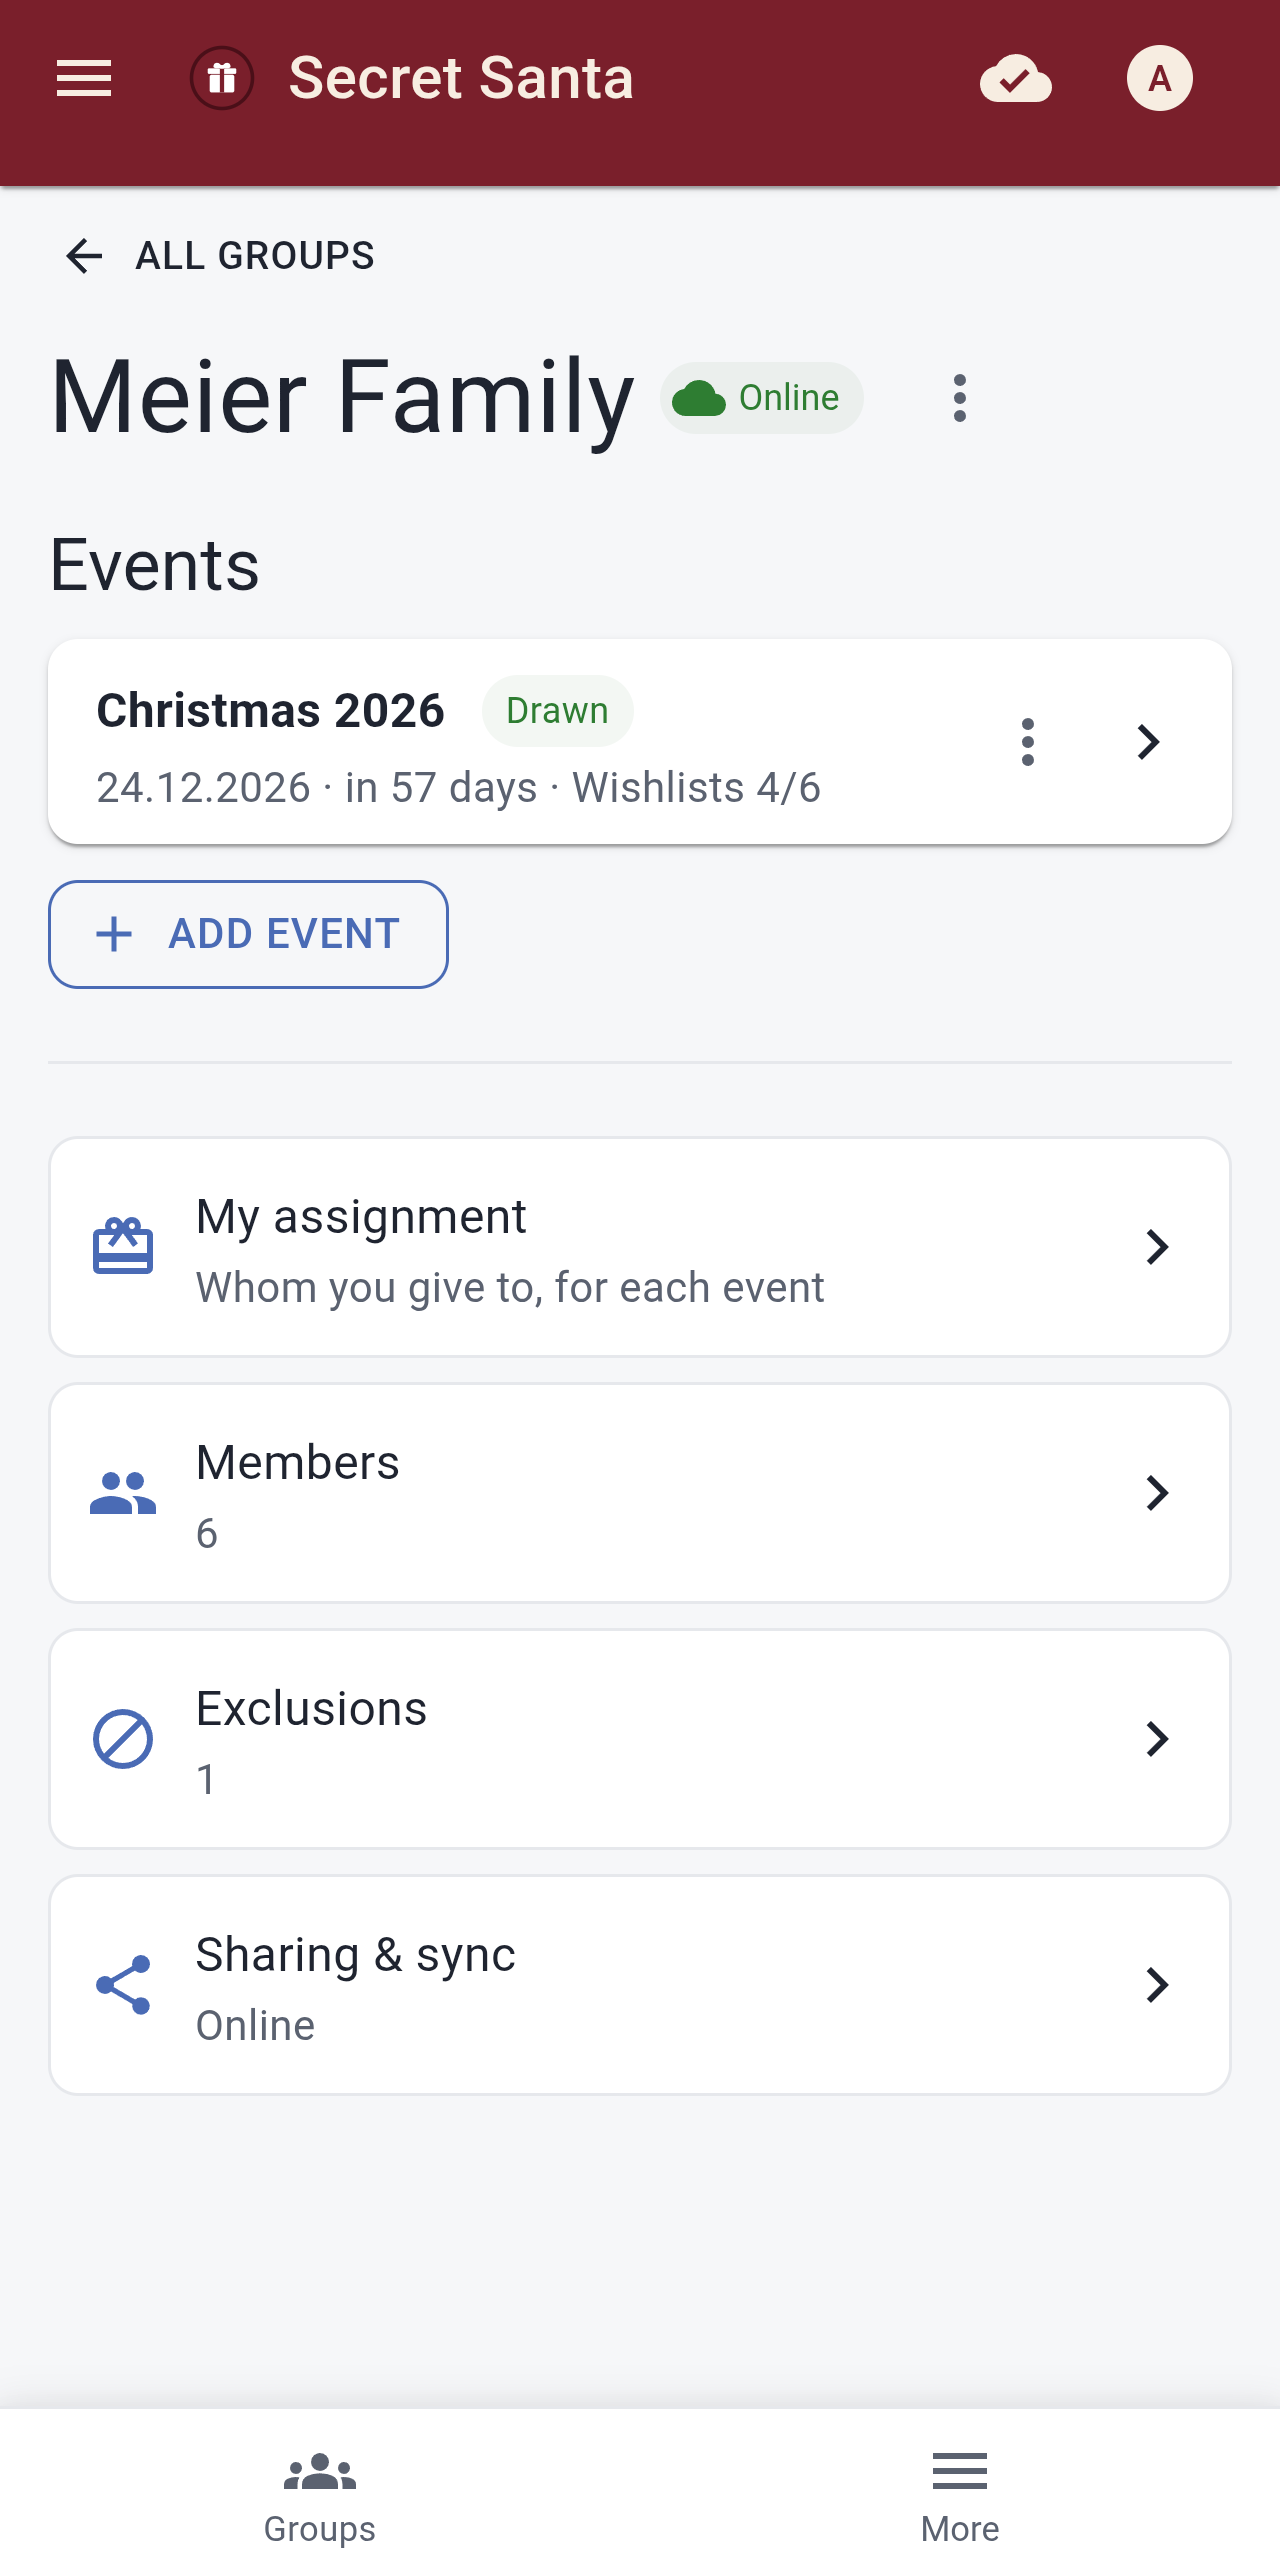 Secret Santa
A
ALL GROUPS
Meier Family
Online
Events
Christmas 2026
Drawn
24.12.2026 · in 57 days · Wishlists 4/6
ADD EVENT
My assignment
Whom you give to, for each event
Members
6
Exclusions
1
Sharing & sync
Online
Groups
More